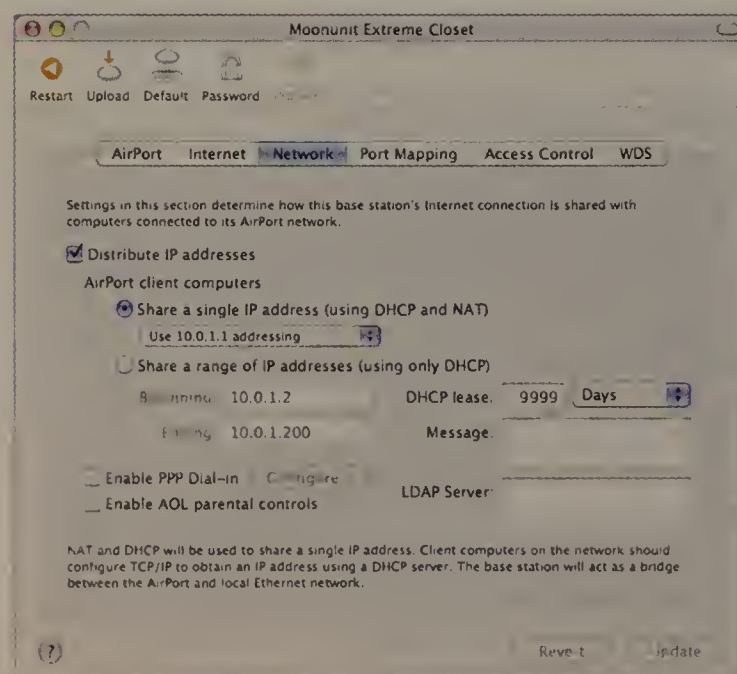 Moonunit Extreme Closet
Restart Upload Default Password
AirPort Internet Network Port Mapping Access Control WDS
Settings in this section determine how this base station's Internet connection is shared with
computers connected to its AirPort network.
Distribute IP addresses
AirPort client computers
Share a single IP address (using DHCP and NAT)
Use 10.0.1.1 addressing
Share a range of IP addresses (using only DHCP)
Beginning 10.0.1.2 DHCP lease: 9999 Days
Ending 10.0.1.200 Message:
Enable PPP Dial-in Configure
LDAP Server:
Enable AOL parental controls
NAT and DHCP will be used to share a single IP address. Client computers on the network should
configure TCP/IP to obtain an IP address using a DHCP server. The base station will act as a bridge
between the AirPort and local Ethernet network.
? Revert Update